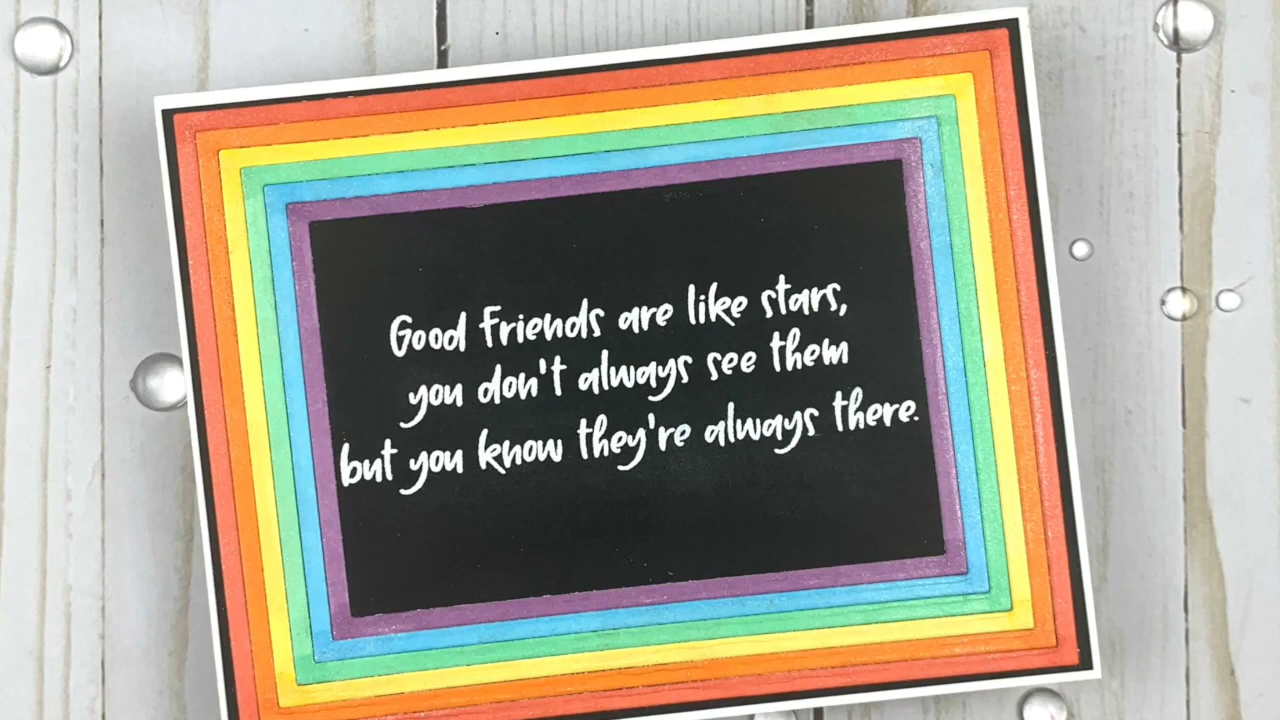 Good friends are like stars,
you don't always see them
but you know they're always there.